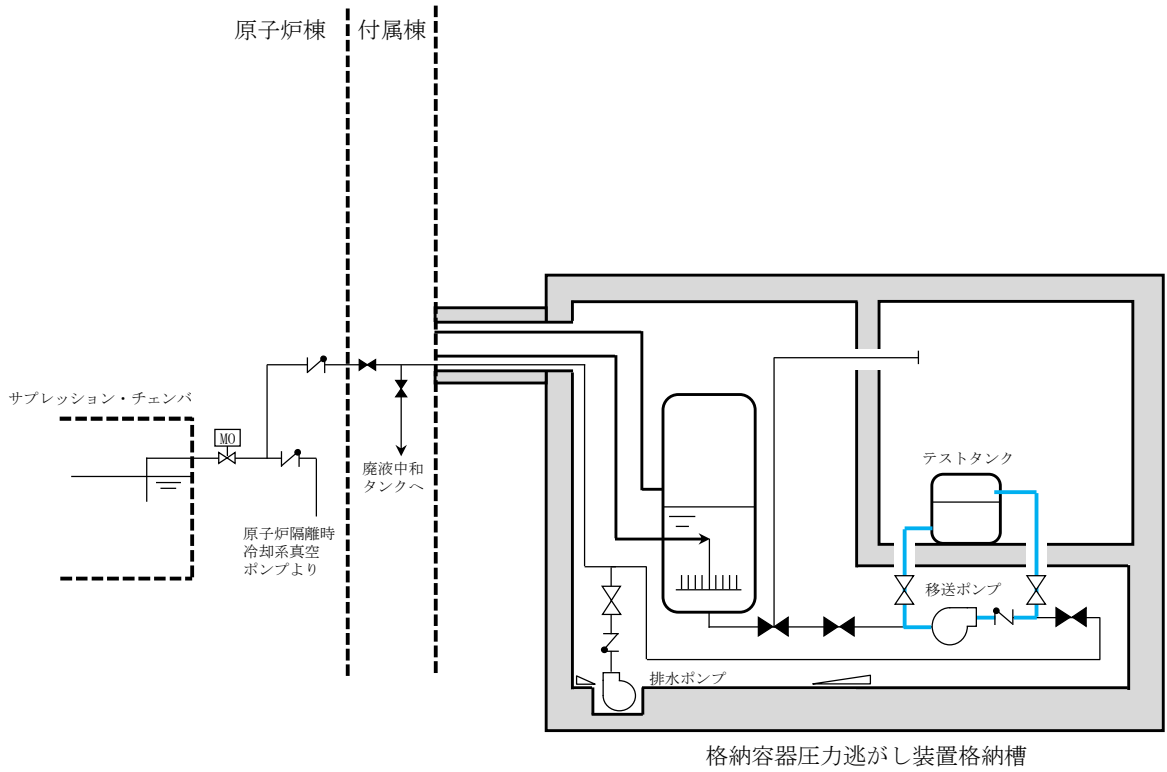 原子炉棟
付属棟
サプレッション・チェンバ
MO
廃液中和
タンクへ
原子炉隔離時
冷却系真空
ポンプより
テストタンク
移送ポンプ
排水ポンプ
格納容器圧力逃がし装置格納槽